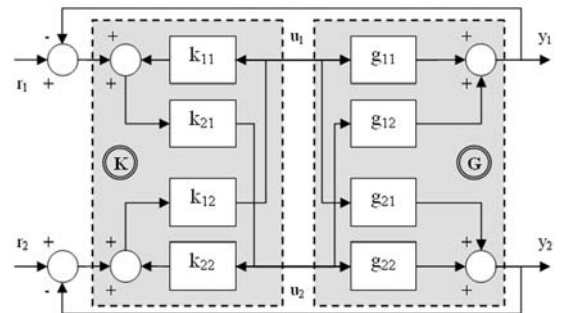 u₁ y₁
- + + k₁₁ g₁₁ +
r₁ + + +
k₂₁ g₁₂
K G
k₁₂ g₂₁
r₂ + + + y₂
- + k₂₂ g₂₂ +
u₂